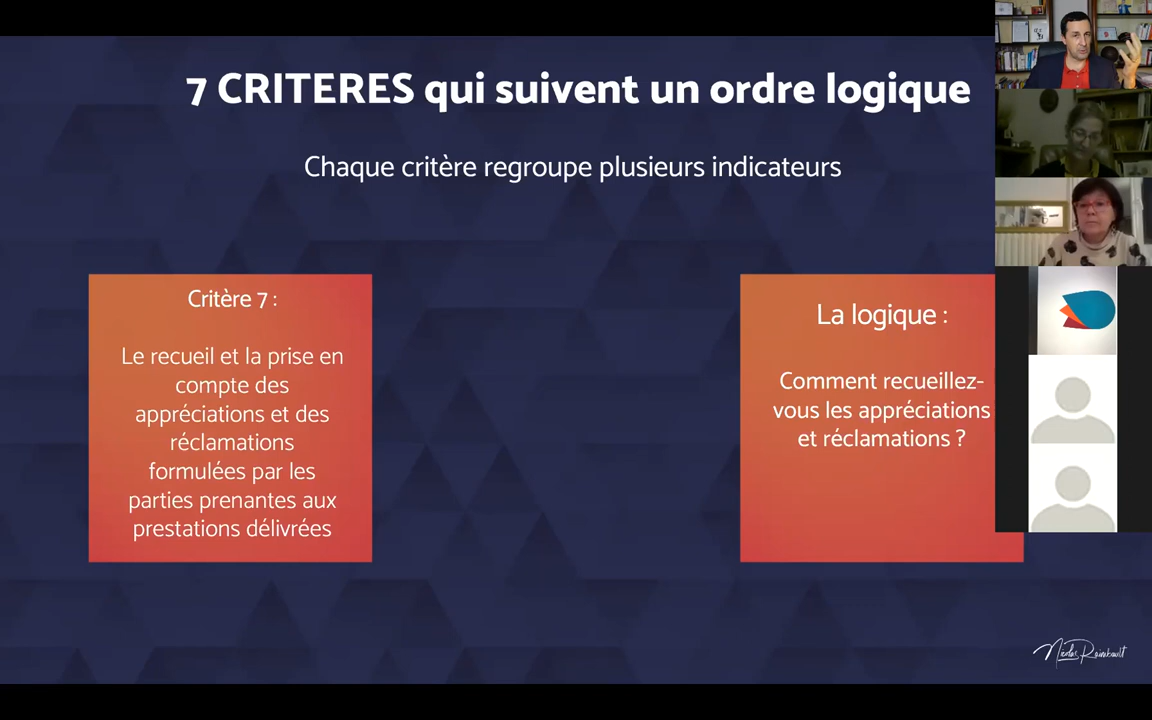 7 CRITERES qui suivent un ordre logique
Chaque critère regroupe plusieurs indicateurs
Critère 7 :
Le recueil et la prise en
compte des
appréciations et des
réclamations
formulées par les
parties prenantes aux
prestations délivrées
La logique :
Comment recueillez-
vous les appréciations
et réclamations ?
Nicolas Raimbault